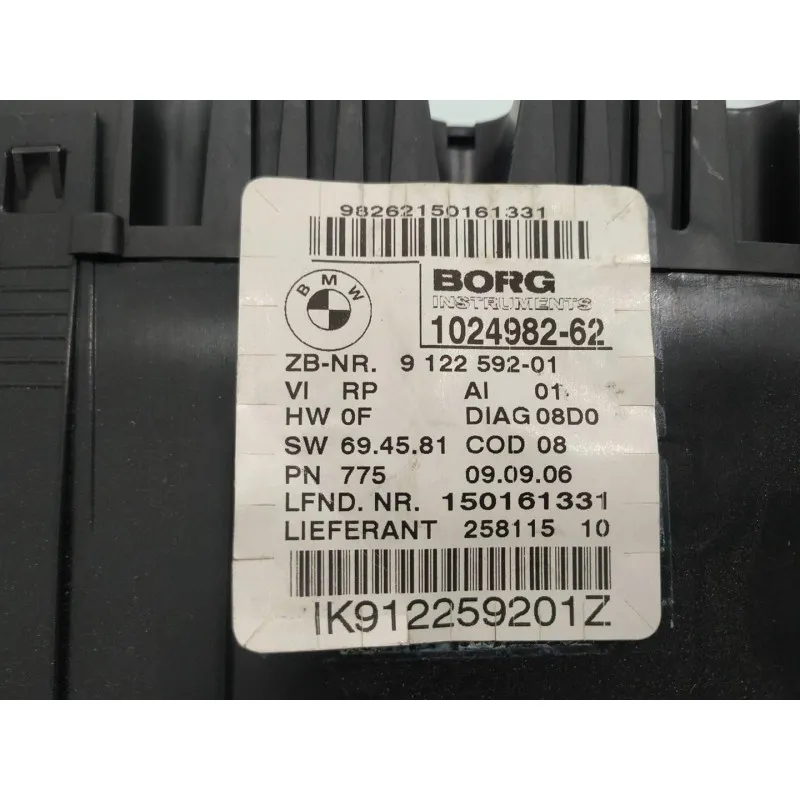 98262150161331
BMW
BORG
INSTRUMENTS
1024982-62
ZB-NR. 9 122 592-01
VI RP AI 01
HW 0F DIAG 08D0
SW 69.45.81 COD 08
PN 775 09.09.06
LFND. NR. 150161331
LIEFERANT 258115 10
IK912259201Z